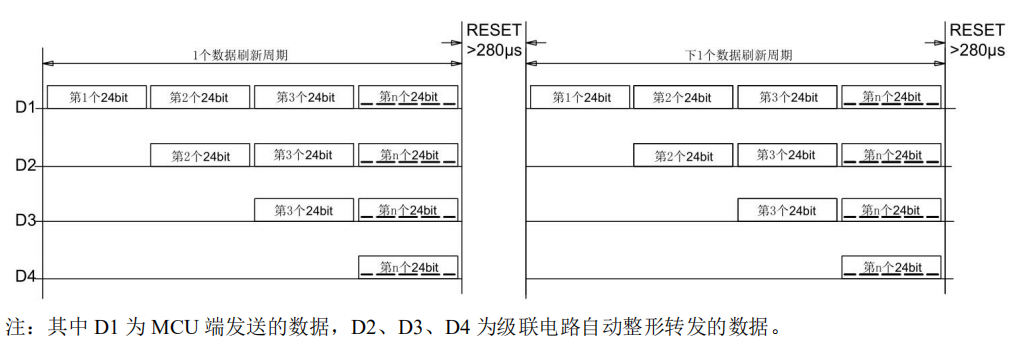 RESET RESET
>280μs >280μs
1个数据刷新周期 下1个数据刷新周期
D1 第1个24bit 第2个24bit 第3个24bit 第n个24bit 第1个24bit 第2个24bit 第3个24bit 第n个24bit
D2 第2个24bit 第3个24bit 第n个24bit 第2个24bit 第3个24bit 第n个24bit
D3 第3个24bit 第n个24bit 第3个24bit 第n个24bit
D4 第n个24bit 第n个24bit
注：其中 D1 为 MCU 端发送的数据，D2、D3、D4 为级联电路自动整形转发的数据。